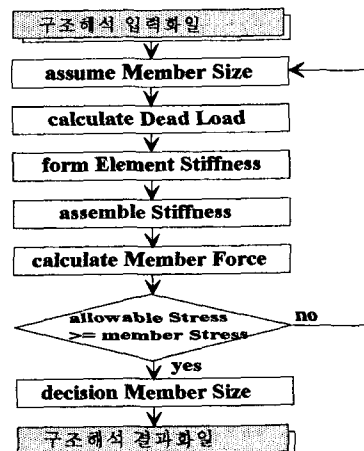 구조해석 입력화일
assume Member Size
calculate Dead Load
form Element Stiffness
assemble Stiffness
calculate Member Force
allowable Stress
>= member Stress
no
yes
decision Member Size
구조해석 결과화일